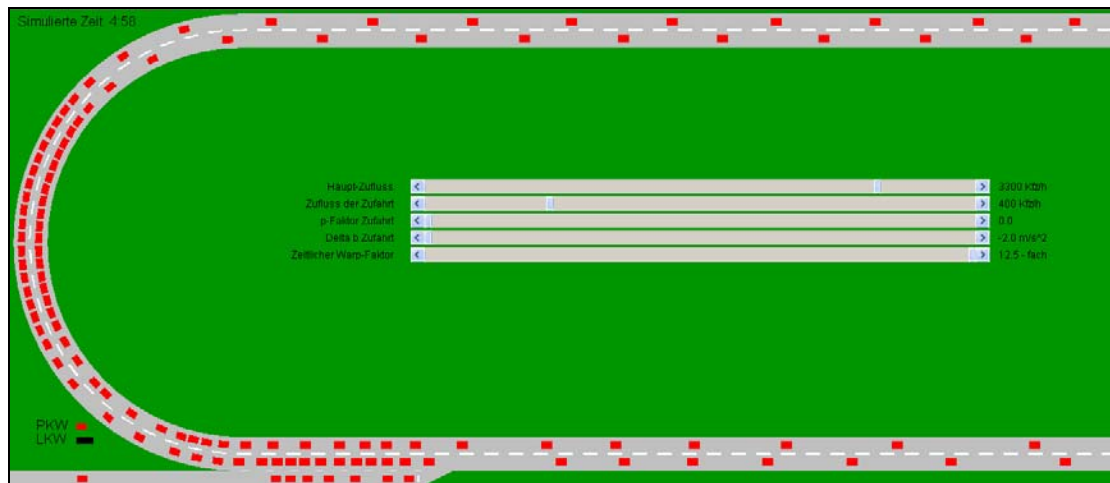 Simulierte Zeit: 4:58
Haupt-Zufluss 3300 Kfz/h
Zufluss der Zufahrt 400 Kfz/h
p-Faktor Zufahrt 0.0
Delta b Zufahrt -2.0 m/s^2
Zeitlicher Warp-Faktor 12.5 - fach
PKW
LKW